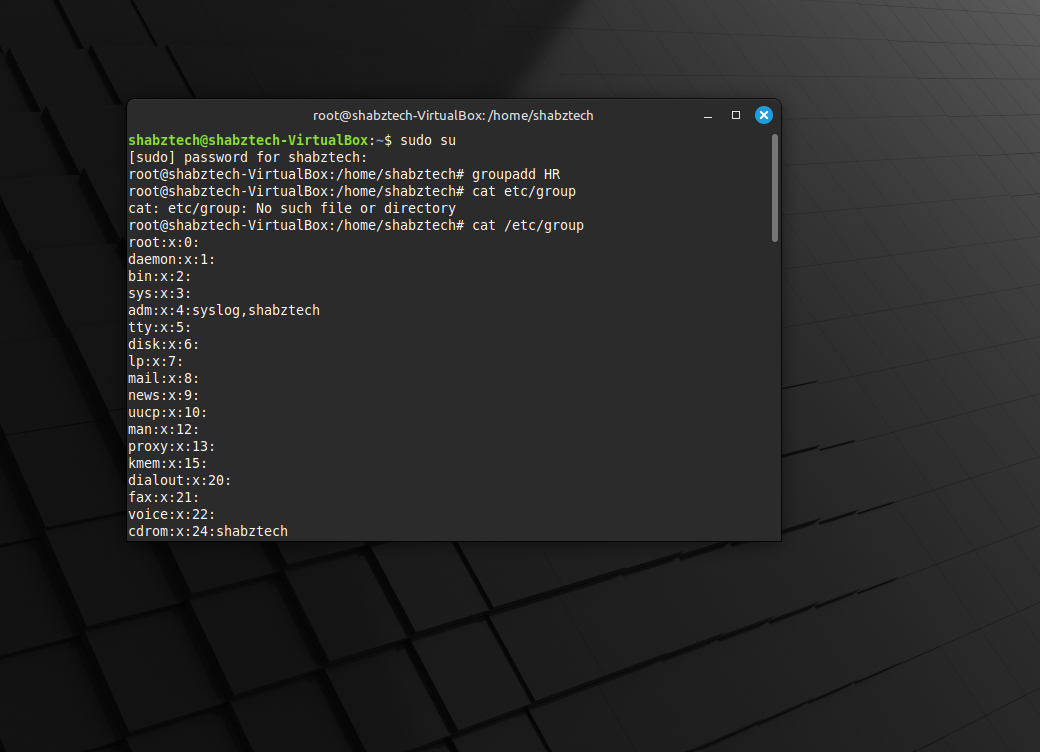 root@shabztech-VirtualBox: /home/shabztech
shabztech@shabztech-VirtualBox:~$ sudo su
[sudo] password for shabztech:
root@shabztech-VirtualBox:/home/shabztech# groupadd HR
root@shabztech-VirtualBox:/home/shabztech# cat etc/group
cat: etc/group: No such file or directory
root@shabztech-VirtualBox:/home/shabztech# cat /etc/group
root:x:0:
daemon:x:1:
bin:x:2:
sys:x:3:
adm:x:4:syslog,shabztech
tty:x:5:
disk:x:6:
lp:x:7:
mail:x:8:
news:x:9:
uucp:x:10:
man:x:12:
proxy:x:13:
kmem:x:15:
dialout:x:20:
fax:x:21:
voice:x:22:
cdrom:x:24:shabztech